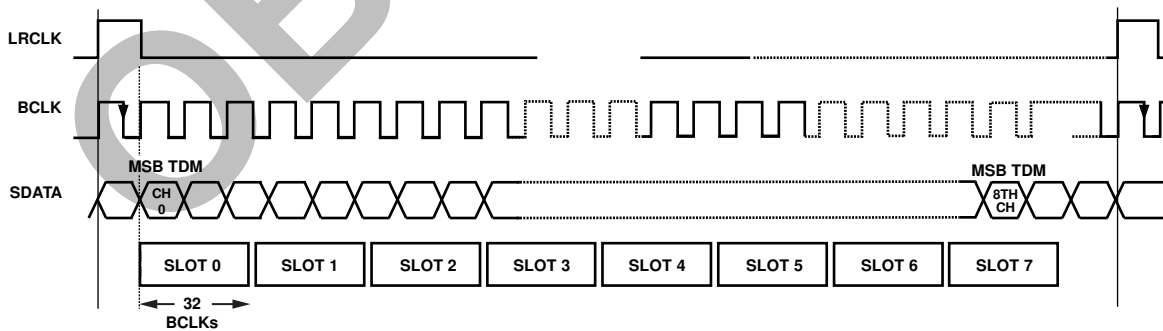 LRCLK
BCLK
MSB TDM
MSB TDM
SDATA
CH
0
8TH
CH
SLOT 0
SLOT 1
SLOT 2
SLOT 3
SLOT 4
SLOT 5
SLOT 6
SLOT 7
32
BCLKs